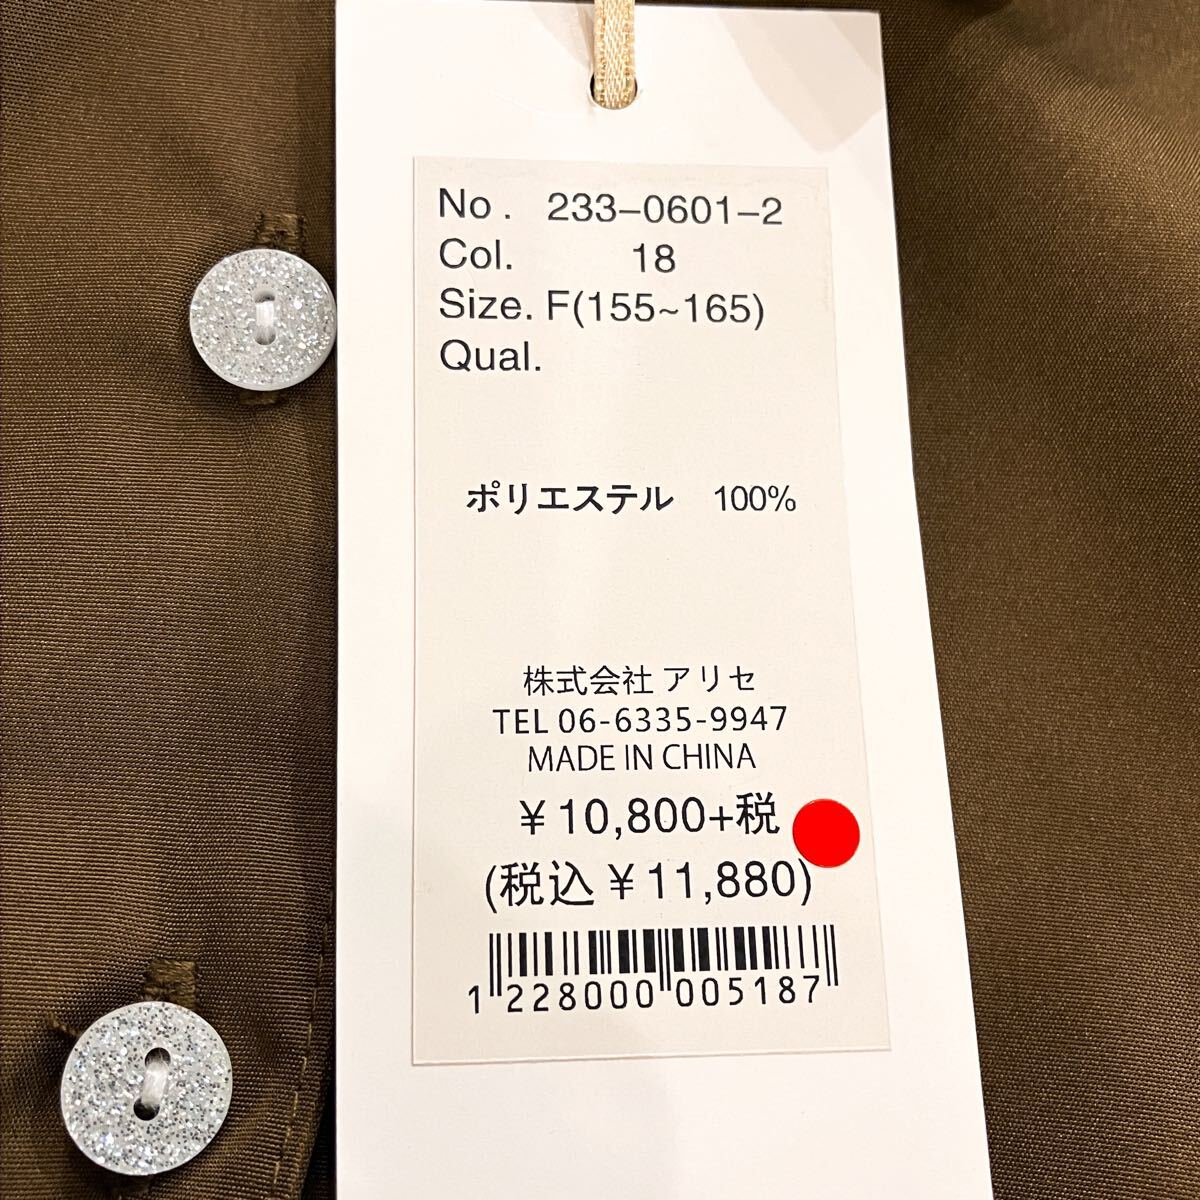 No. 233-0601-2
Col. 18
Size. F(155~165)
Qual.
ポリエステル 100%
株式会社 アリセ
TEL 06-6335-9947
MADE IN CHINA
¥10,800+税
(税込¥11,880)
1 228000 005187